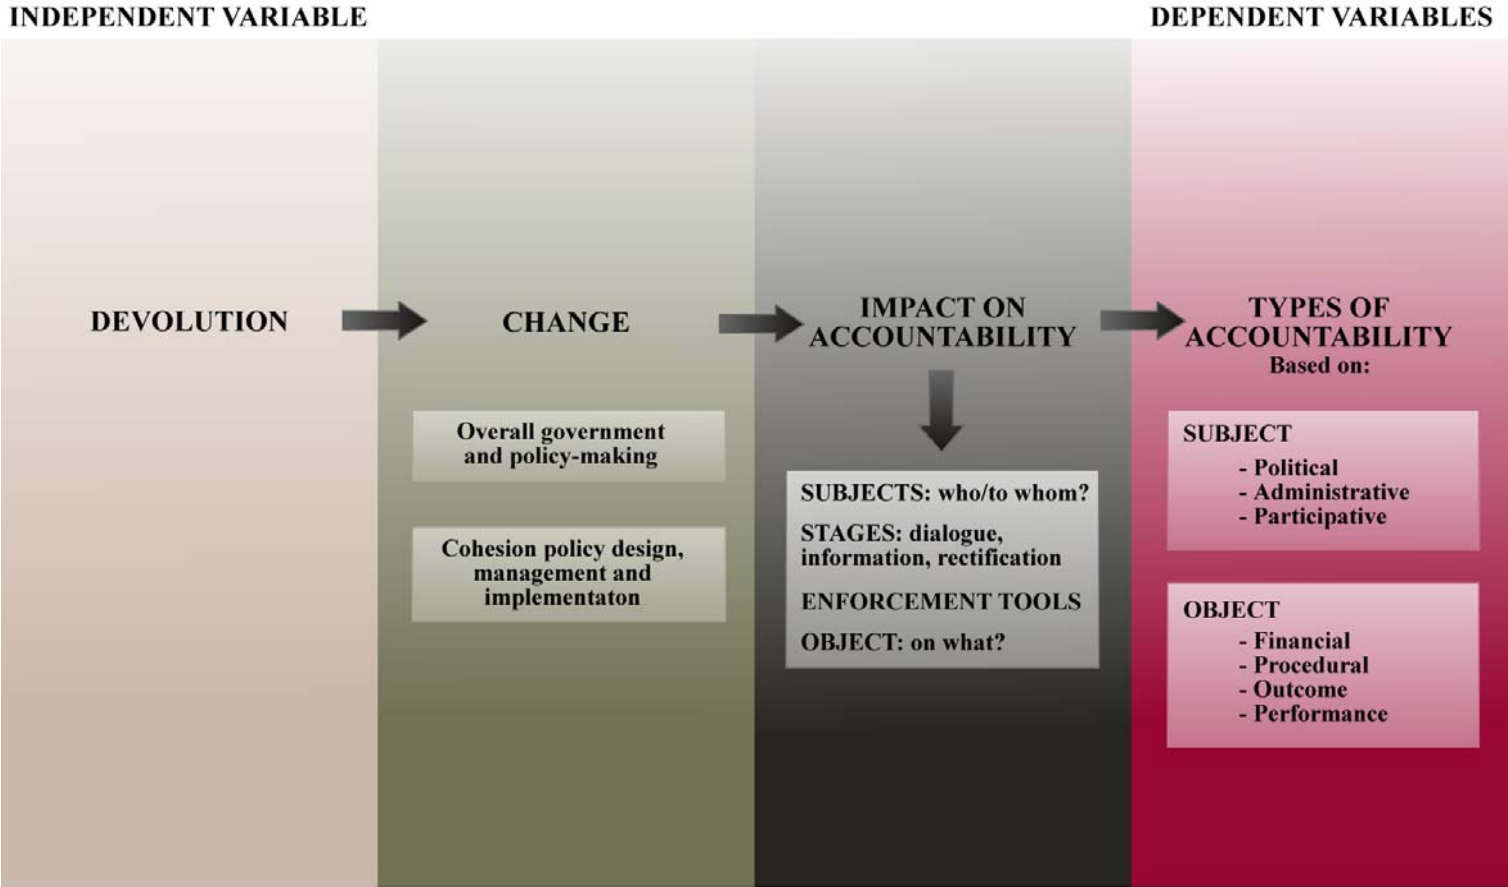 INDEPENDENT VARIABLE
DEPENDENT VARIABLES
DEVOLUTION
CHANGE
Overall government
and policy-making
Cohesion policy design,
management and
implementaton
IMPACT ON
ACCOUNTABILITY
SUBJECTS: who/to whom?
STAGES: dialogue,
information, rectification
ENFORCEMENT TOOLS
OBJECT: on what?
TYPES OF
ACCOUNTABILITY
Based on:
SUBJECT
- Political
- Administrative
- Participative
OBJECT
- Financial
- Procedural
- Outcome
- Performance